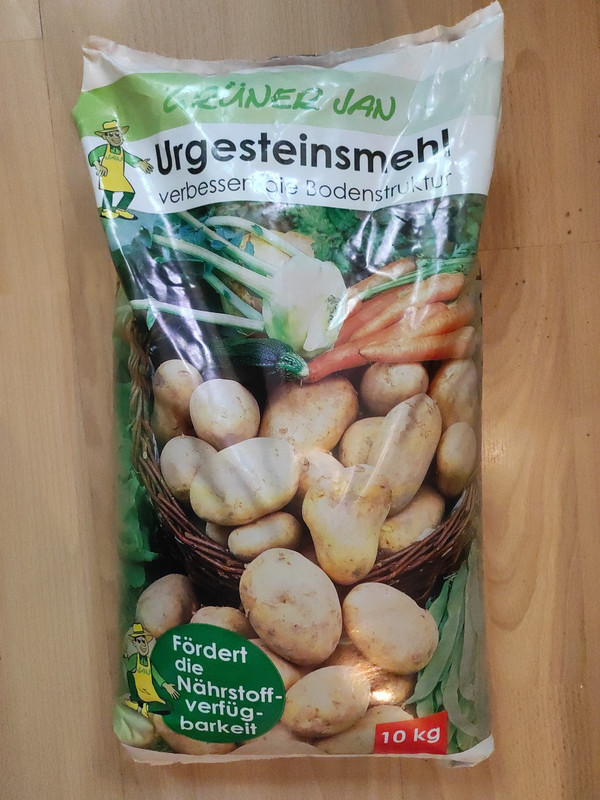 GRÜNER JAN
Urgesteinsmehl
verbessert die Bodenstruktur
Fördert
die
Nährstoff-
verfüg-
barkeit
10 kg